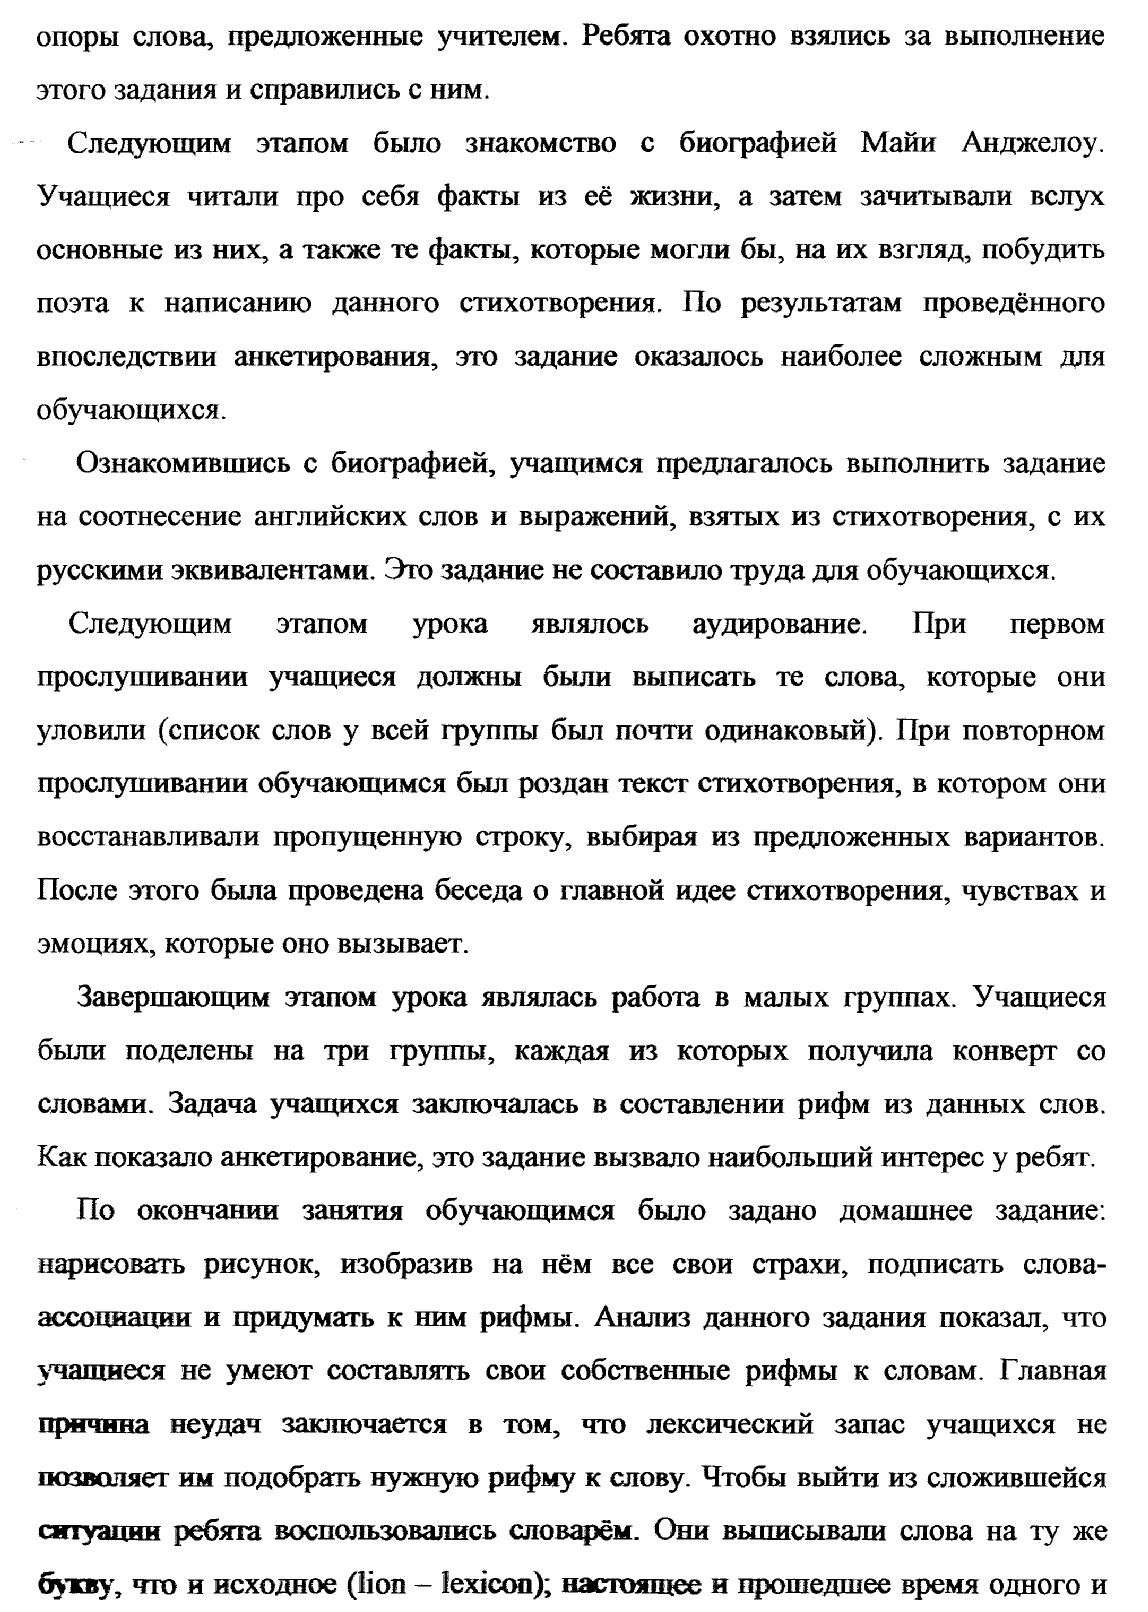 опоры слова, предложенные учителем. Ребята охотно взялись за выполнение
этого задания и справились с ним.
Следующим этапом было знакомство с биографией Майи Анджелоу.
Учащиеся читали про себя факты из её жизни, а затем зачитывали вслух
основные из них, а также те факты, которые могли бы, на их взгляд, побудить
поэта к написанию данного стихотворения. По результатам проведённого
впоследствии анкетирования, это задание оказалось наиболее сложным для
обучающихся.
Ознакомившись с биографией, учащимся предлагалось выполнить задание
на соотнесение английских слов и выражений, взятых из стихотворения, с их
русскими эквивалентами. Это задание не составило труда для обучающихся.
Следующим этапом урока являлось аудирование. При первом
прослушивании учащиеся должны были выписать те слова, которые они
уловили (список слов у всей группы был почти одинаковый). При повторном
прослушивании обучающимся был роздан текст стихотворения, в котором они
восстанавливали пропущенную строку, выбирая из предложенных вариантов.
После этого была проведена беседа о главной идее стихотворения, чувствах и
эмоциях, которые оно вызывает.
Завершающим этапом урока являлась работа в малых группах. Учащиеся
были поделены на три группы, каждая из которых получила конверт со
словами. Задача учащихся заключалась в составлении рифм из данных слов.
Как показало анкетирование, это задание вызвало наибольший интерес у ребят.
По окончании занятия обучающимся было задано домашнее задание:
нарисовать рисунок, изобразив на нём все свои страхи, подписать слова-
ассоциации и придумать к ним рифмы. Анализ данного задания показал, что
учащиеся не умеют составлять свои собственные рифмы к словам. Главная
причина неудач заключается в том, что лексический запас учащихся не
позволяет им подобрать нужную рифму к слову. Чтобы выйти из сложившейся
ситуации ребята воспользовались словарём. Они выписывали слова на ту же
букву, что и исходное (lion – lexicon); настоящее и прошедшее время одного и